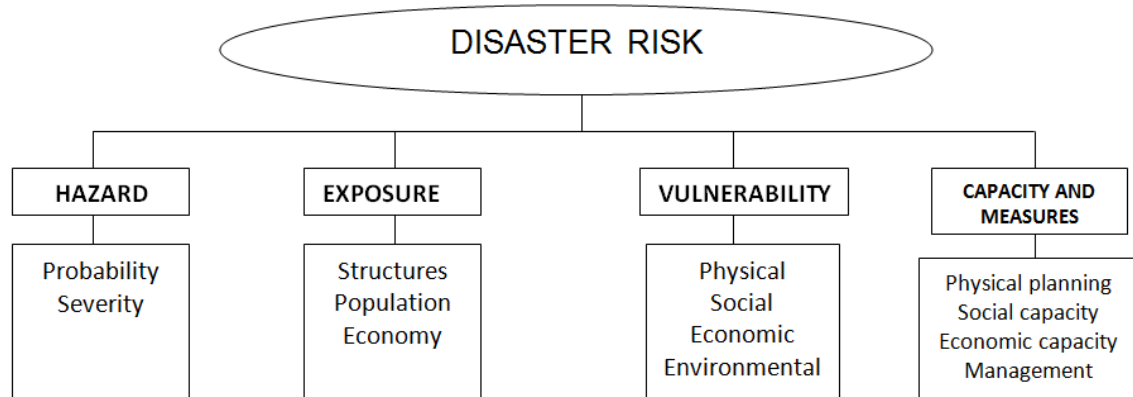 DISASTER RISK
HAZARD
Probability
Severity
EXPOSURE
Structures
Population
Economy
VULNERABILITY
Physical
Social
Economic
Environmental
CAPACITY AND
MEASURES
Physical planning
Social capacity
Economic capacity
Management